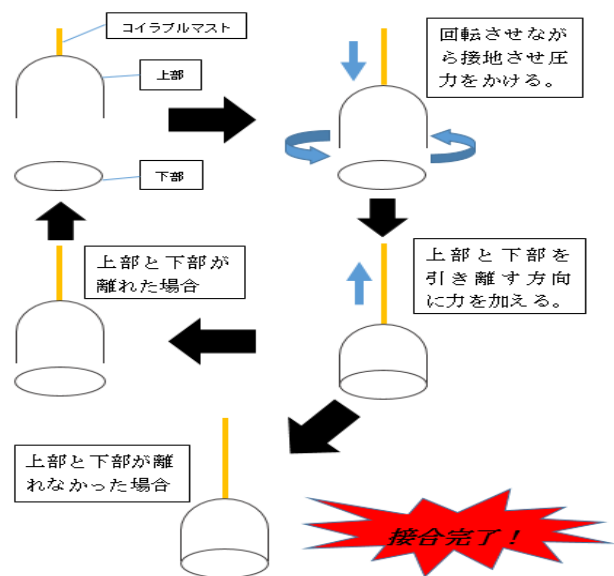 コイラブルマスト
上部
下部
回転させなが
ら接地させ圧
力をかける。
上部と下部を
引き離す方向
に力を加える。
上部と下部が
離れた場合
上部と下部が離
れなかった場合
接合完了！